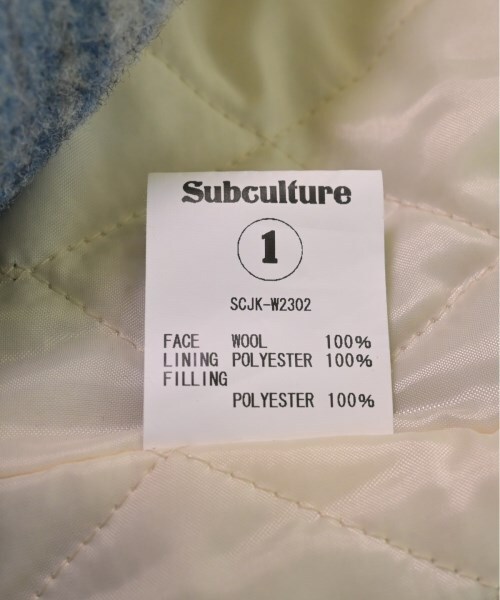 Subculture
1
SCJK-W2302
FACE WOOL 100%
LINING POLYESTER 100%
FILLING
POLYESTER 100%